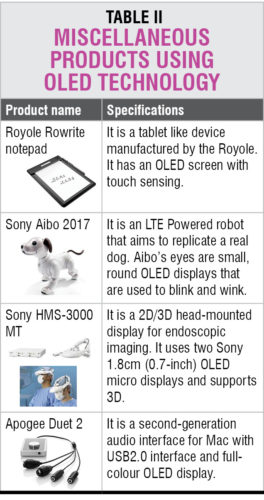 TABLE II
MISCELLANEOUS
PRODUCTS USING
OLED TECHNOLOGY
Product name Specifications
Royole Rowrite
notepad
It is a tablet like device
manufactured by the Royole.
It has an OLED screen with
touch sensing.
Sony Aibo 2017
It is an LTE Powered robot
that aims to replicate a real
dog. Aibo's eyes are small,
round OLED displays that
are used to blink and wink.
Sony HMS-3000
MT
It is a 2D/3D head-mounted
display for endoscopic
imaging. It uses two Sony
1.8cm (0.7-inch) OLED
micro displays and supports
3D.
Apogee Duet 2
It is a second-generation
audio interface for Mac with
USB2.0 interface and full-
colour OLED display.